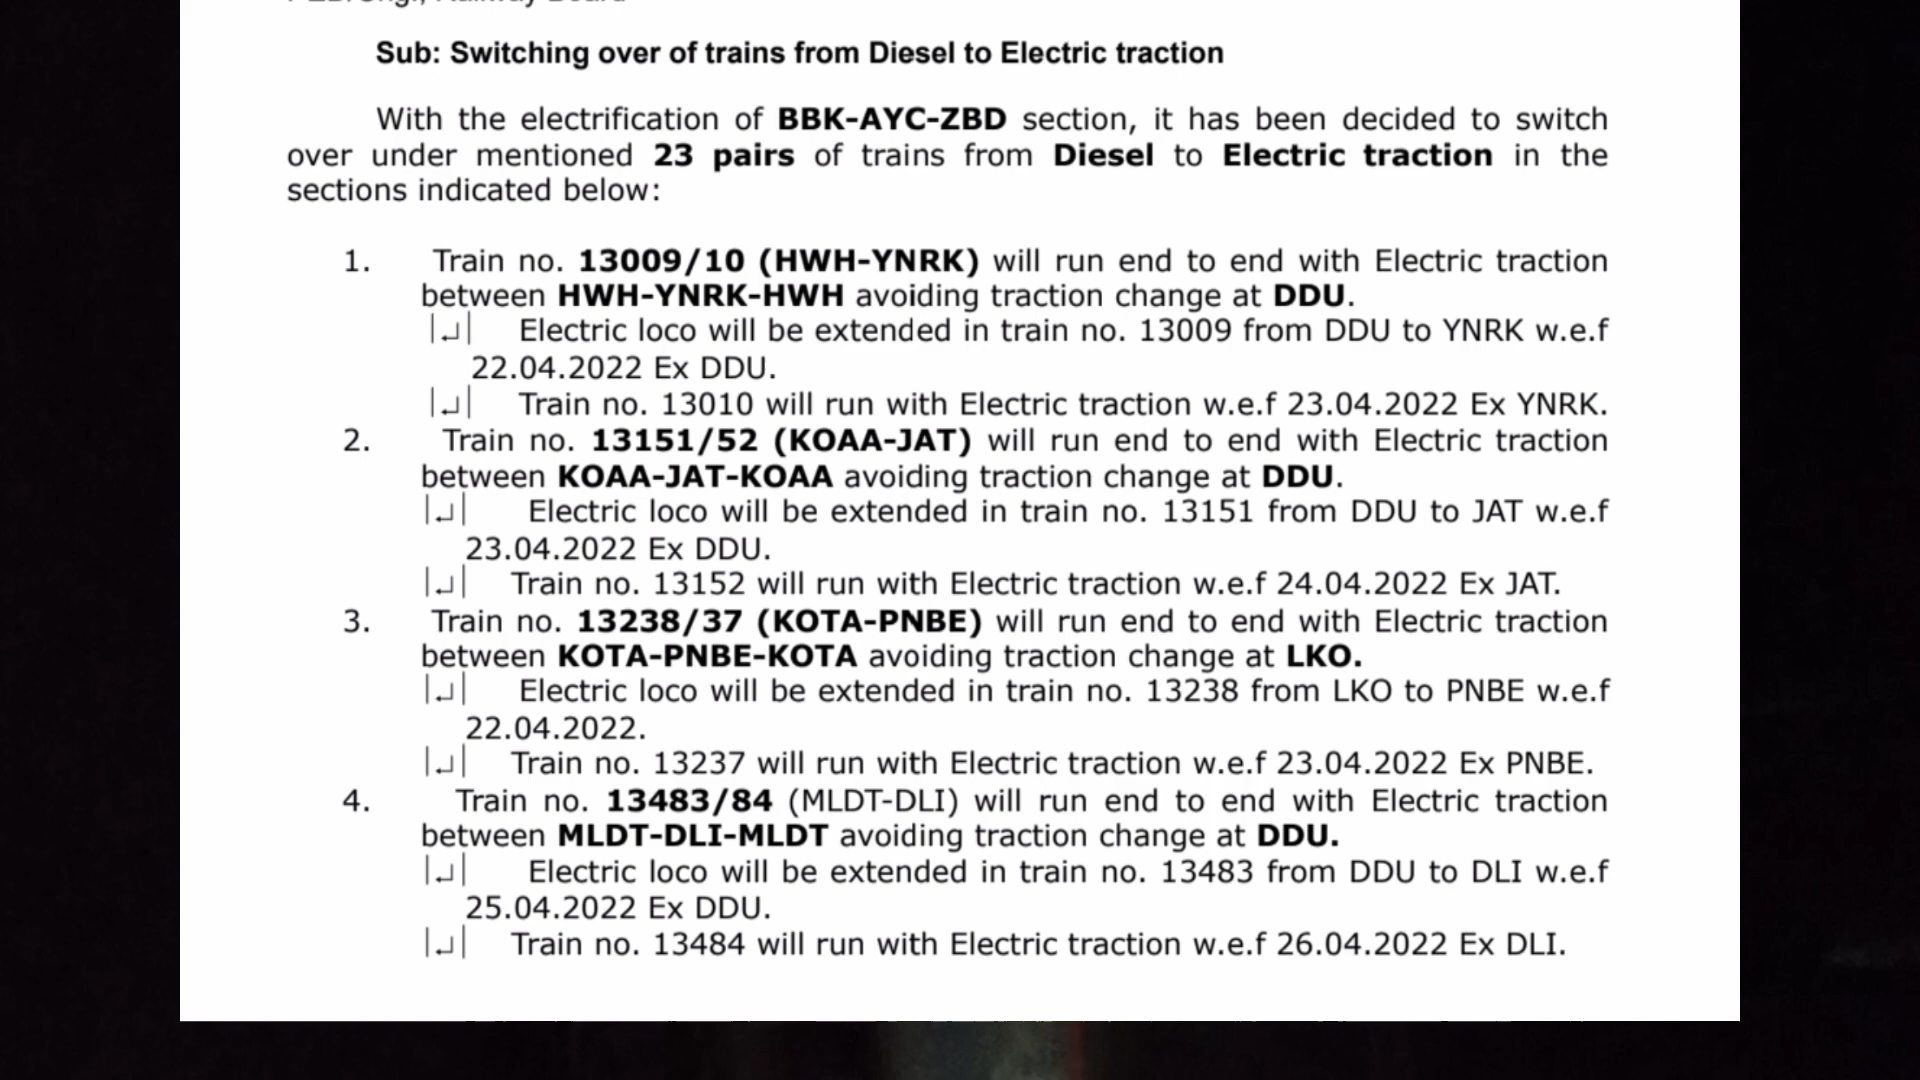 Sub: Switching over of trains from Diesel to Electric traction
With the electrification of BBK-AYC-ZBD section, it has been decided to switch
over under mentioned 23 pairs of trains from Diesel to Electric traction in the
sections indicated below:
1. Train no. 13009/10 (HWH-YNRK) will run end to end with Electric traction
between HWH-YNRK-HWH avoiding traction change at DDU.
Electric loco will be extended in train no. 13009 from DDU to YNRK w.e.f
22.04.2022 Ex DDU.
Train no. 13010 will run with Electric traction w.e.f 23.04.2022 Ex YNRK.
2. Train no. 13151/52 (KOAA-JAT) will run end to end with Electric traction
between KOAA-JAT-KOAA avoiding traction change at DDU.
Electric loco will be extended in train no. 13151 from DDU to JAT w.e.f
23.04.2022 Ex DDU.
Train no. 13152 will run with Electric traction w.e.f 24.04.2022 Ex JAT.
3. Train no. 13238/37 (KOTA-PNBE) will run end to end with Electric traction
between KOTA-PNBE-KOTA avoiding traction change at LKO.
Electric loco will be extended in train no. 13238 from LKO to PNBE w.e.f
22.04.2022.
Train no. 13237 will run with Electric traction w.e.f 23.04.2022 Ex PNBE.
4. Train no. 13483/84 (MLDT-DLI) will run end to end with Electric traction
between MLDT-DLI-MLDT avoiding traction change at DDU.
Electric loco will be extended in train no. 13483 from DDU to DLI w.e.f
25.04.2022 Ex DDU.
Train no. 13484 will run with Electric traction w.e.f 26.04.2022 Ex DLI.